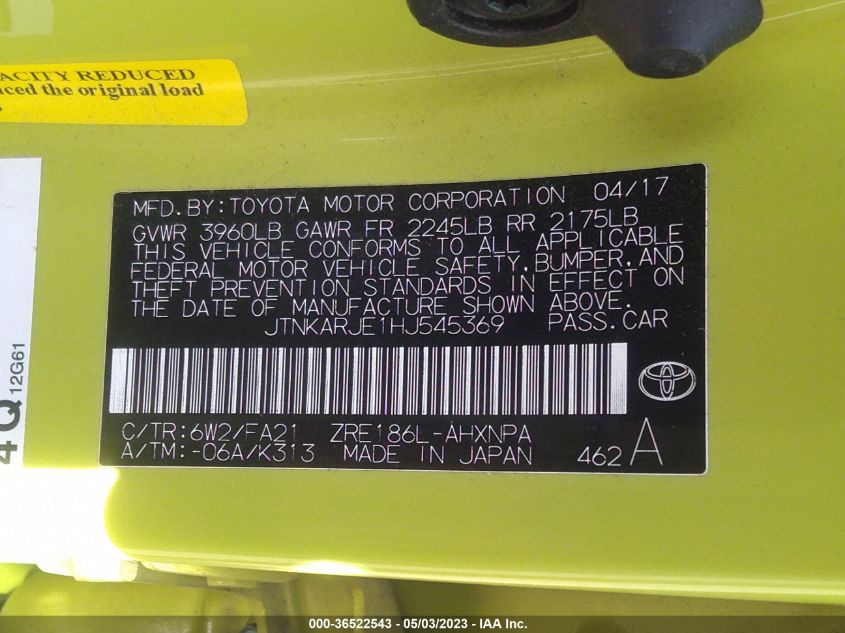 ACITY REDUCED
ced the original load
MFD.BY:TOYOTA MOTOR CORPORATION 04/17
GVWR 3960LB GAWR FR 2245LB RR 2175LB
THIS VEHICLE CONFORMS TO ALL APPLICABLE
FEDERAL MOTOR VEHICLE SAFETY,BUMPER,AND
THEFT PREVENTION STANDARDS IN EFFECT ON
THE DATE OF MANUFACTURE SHOWN ABOVE.
JTNKARJE1HJ545369 PASS.CAR
C/TR:6W2/FA21 ZRE186L-AHXNPA
A/TM:-06A/K313 MADE IN JAPAN 462 A
4Q 12G61
000-36522543 - 05/03/2023 - IAA Inc.